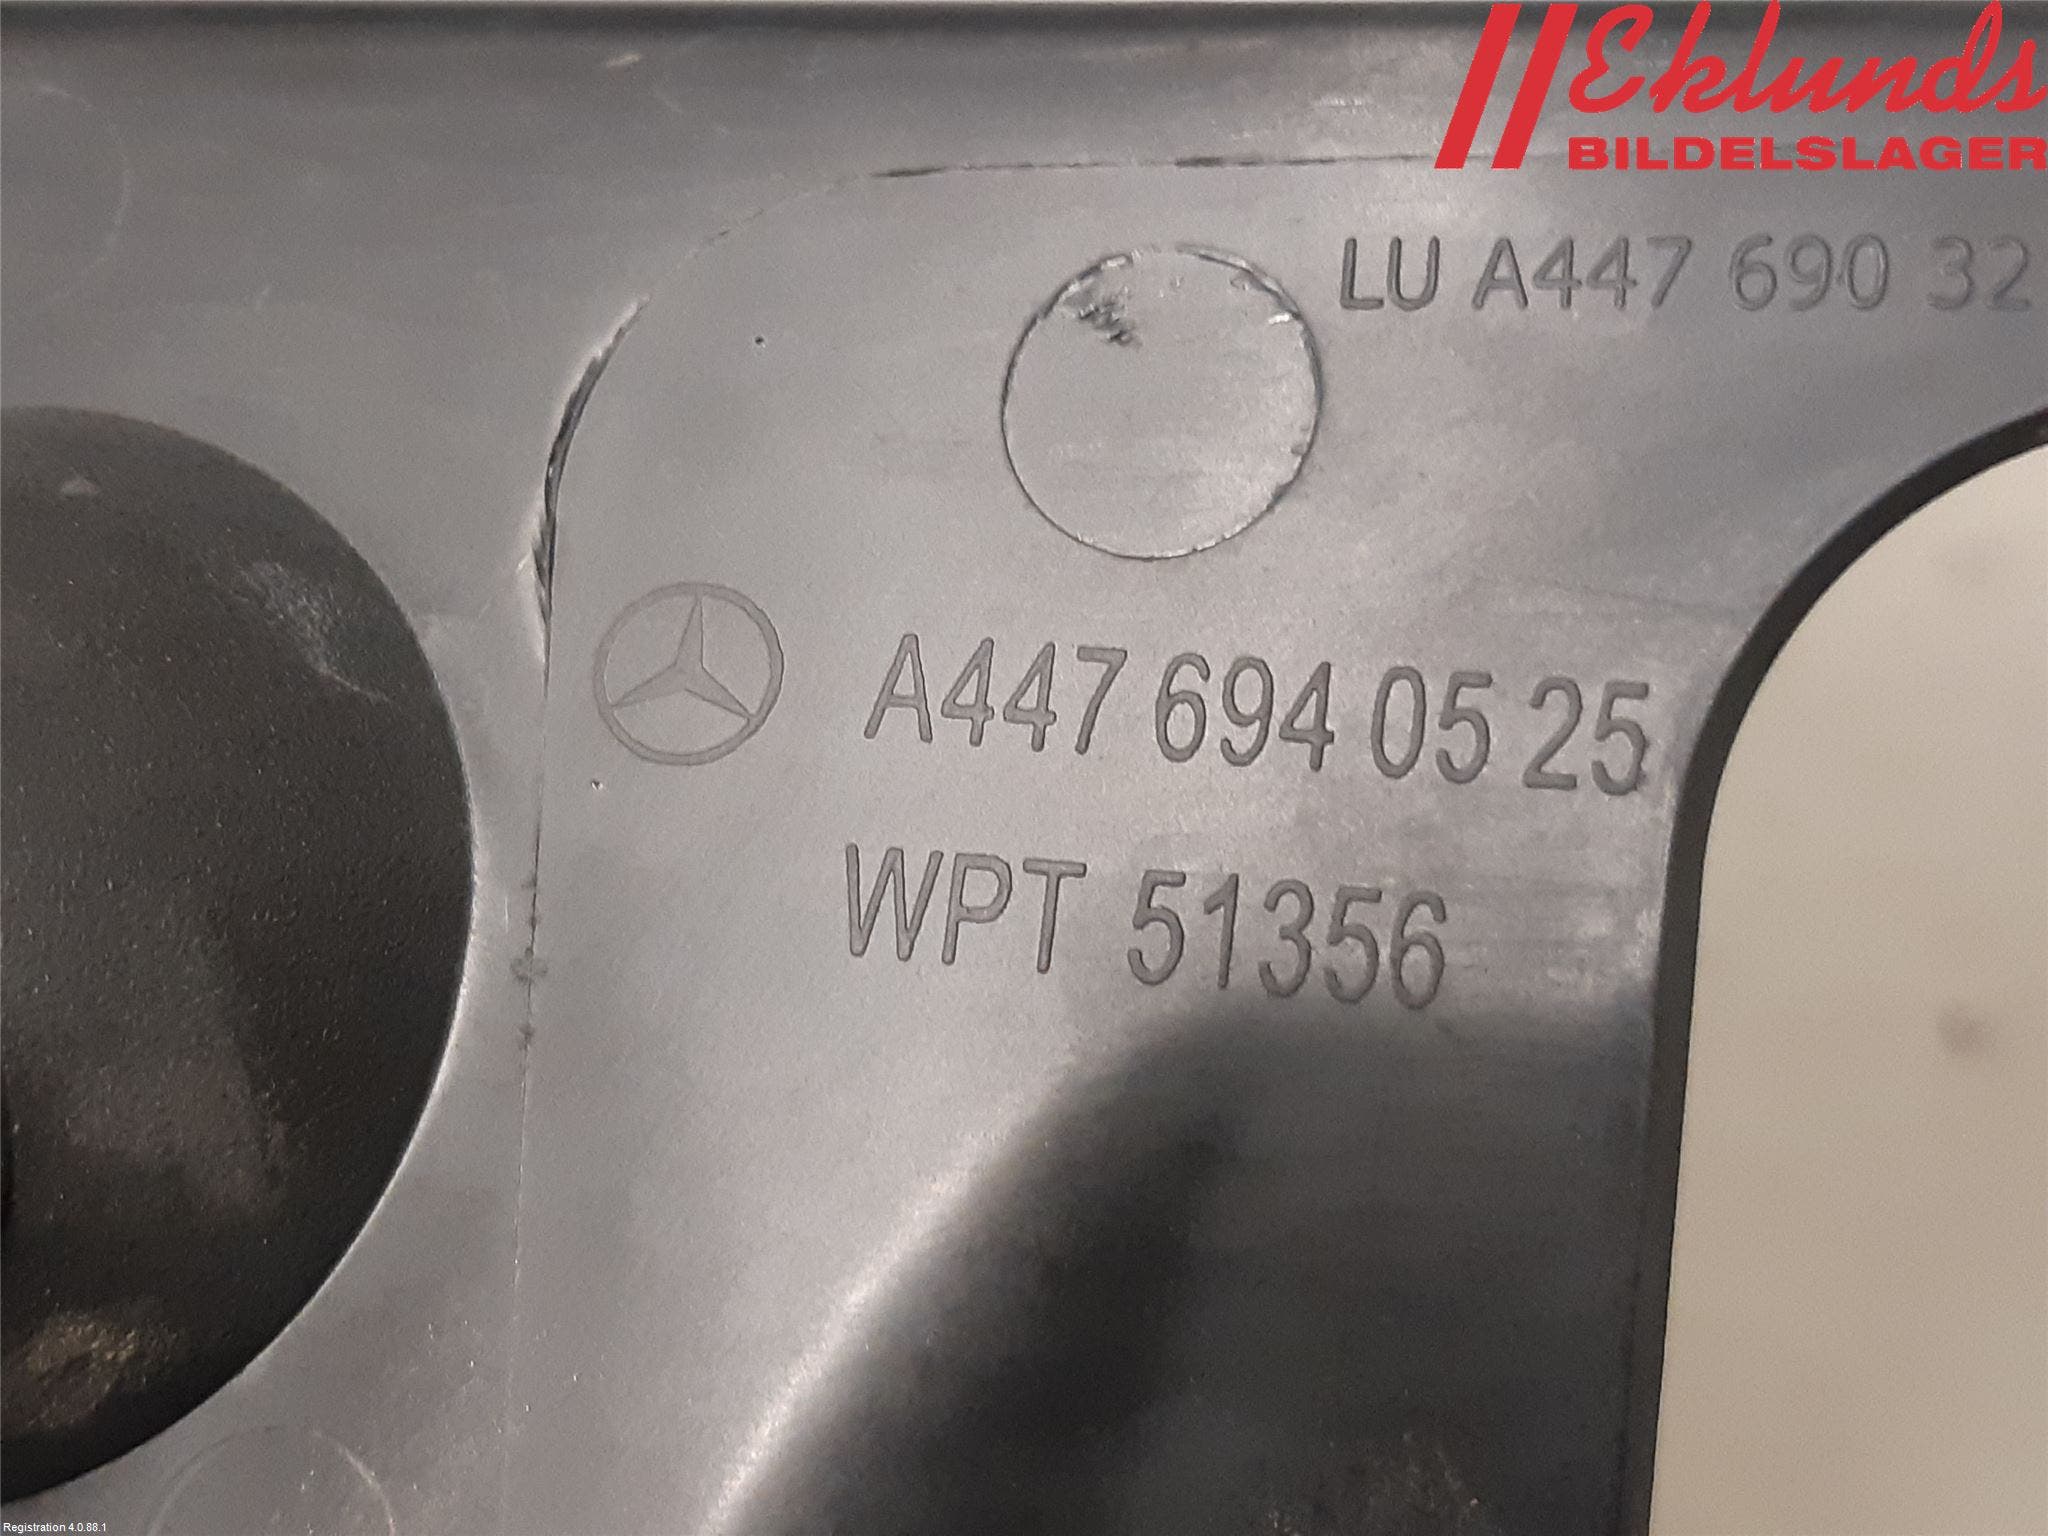 Eklunds
BILDELSLAGER
LU A447 690 32
A447 694 05 25
WPT 51356
Registration 4.0.88.1